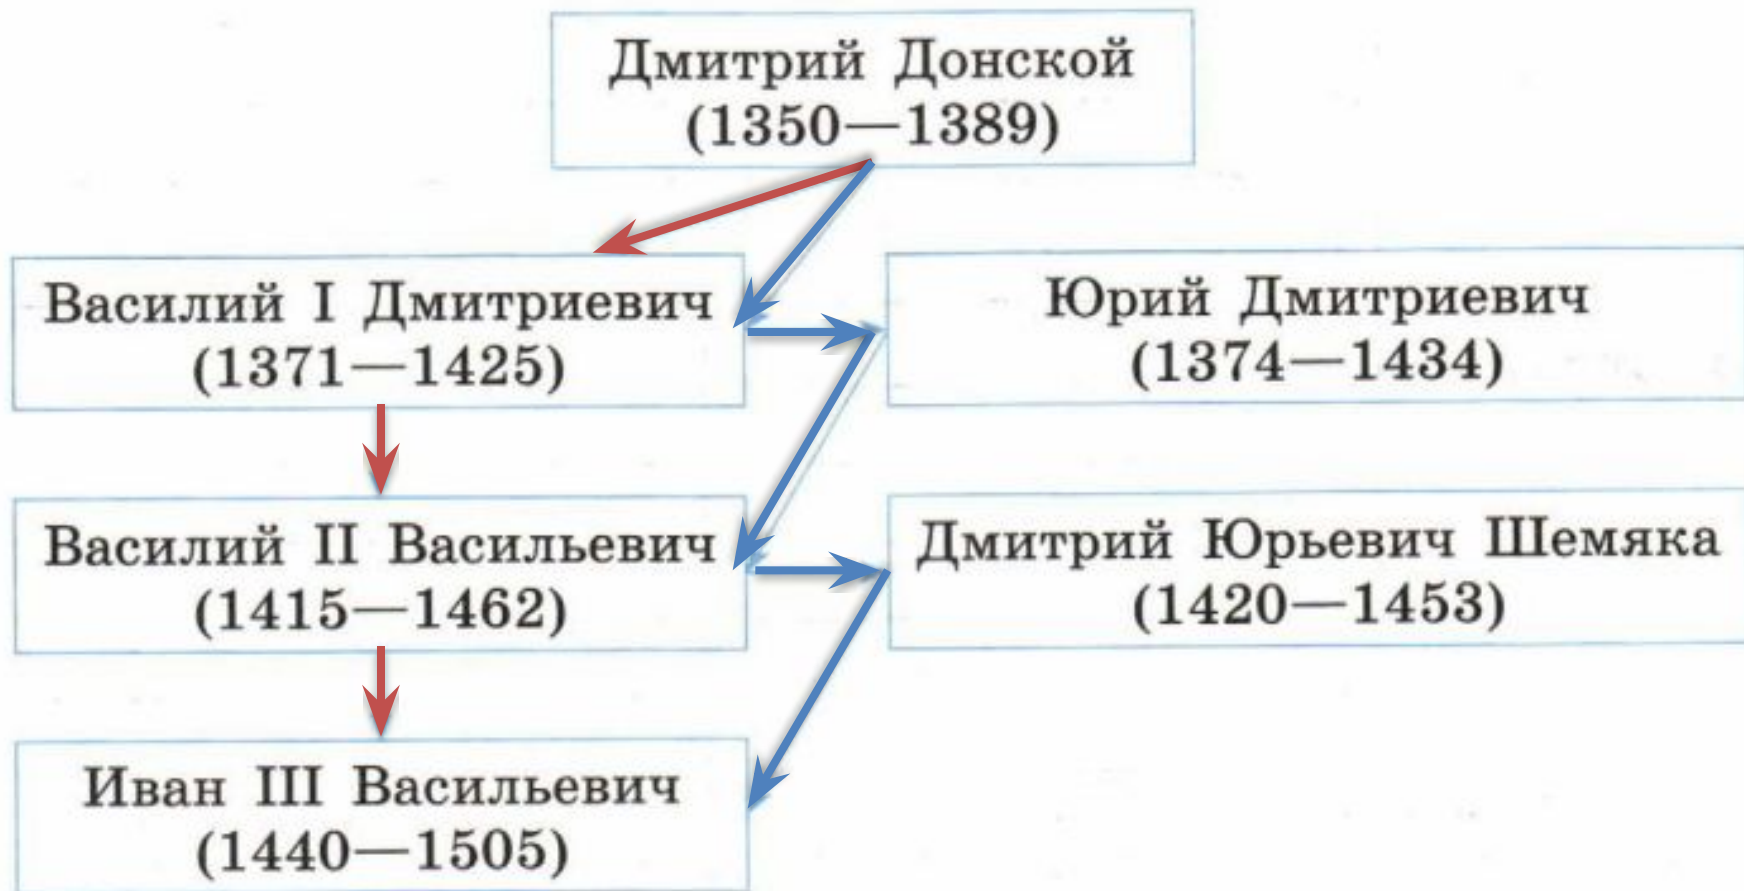 Дмитрий Донской
(1350—1389)
Василий I Дмитриевич
(1371—1425)
Юрий Дмитриевич
(1374—1434)
Василий II Васильевич
(1415—1462)
Дмитрий Юрьевич Шемяка
(1420—1453)
Иван III Васильевич
(1440—1505)